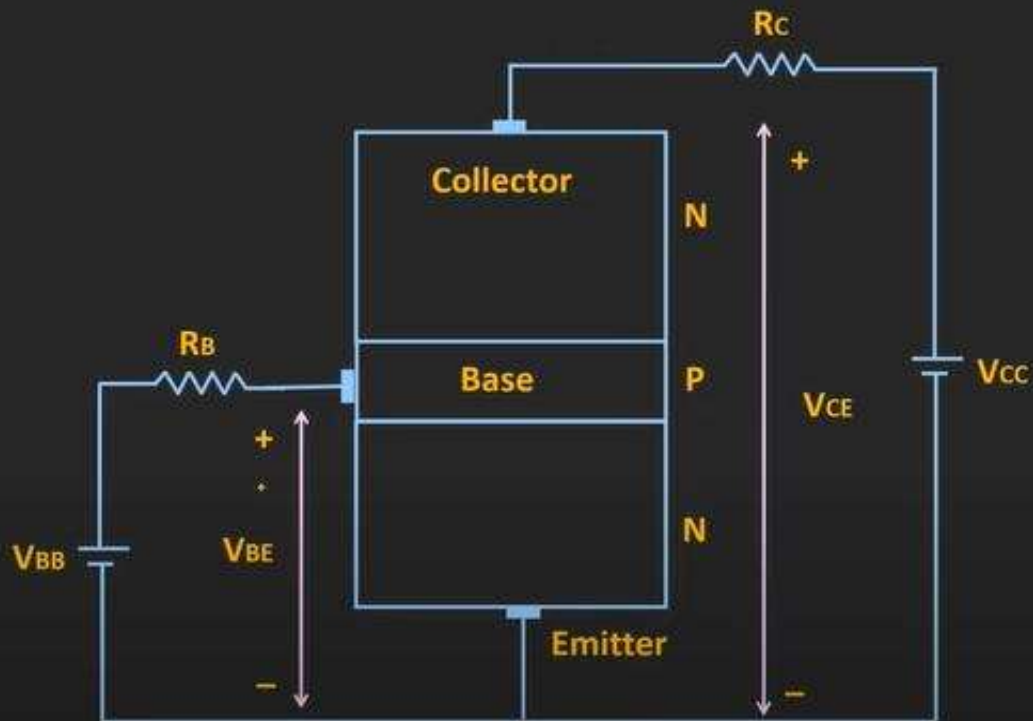 RC
+
Collector
N
RB
Base
P
VCC
VCE
+
N
VBB
VBE
Emitter
–
–